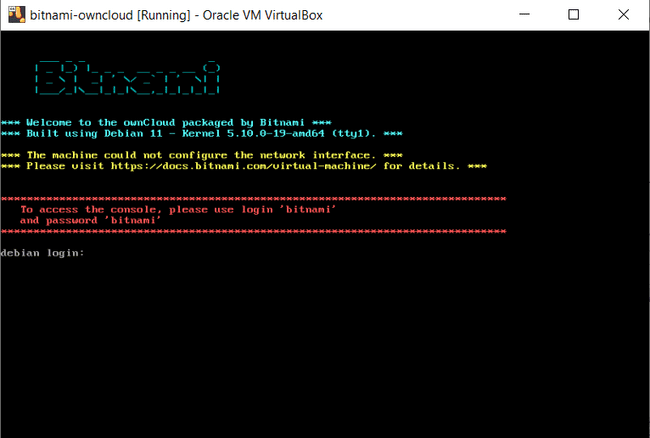 bitnami-owncloud [Running] - Oracle VM VirtualBox
Bitnami
*** Welcome to the ownCloud packaged by Bitnami ***
*** Built using Debian 11 - Kernel 5.10.0-19-amd64 (tty1). ***
*** The machine could not configure the network interface. ***
*** Please visit https://docs.bitnami.com/virtual-machine/ for details. ***
*******************************************************************************
To access the console, please use login 'bitnami'
and password 'bitnami'
*******************************************************************************
debian login: